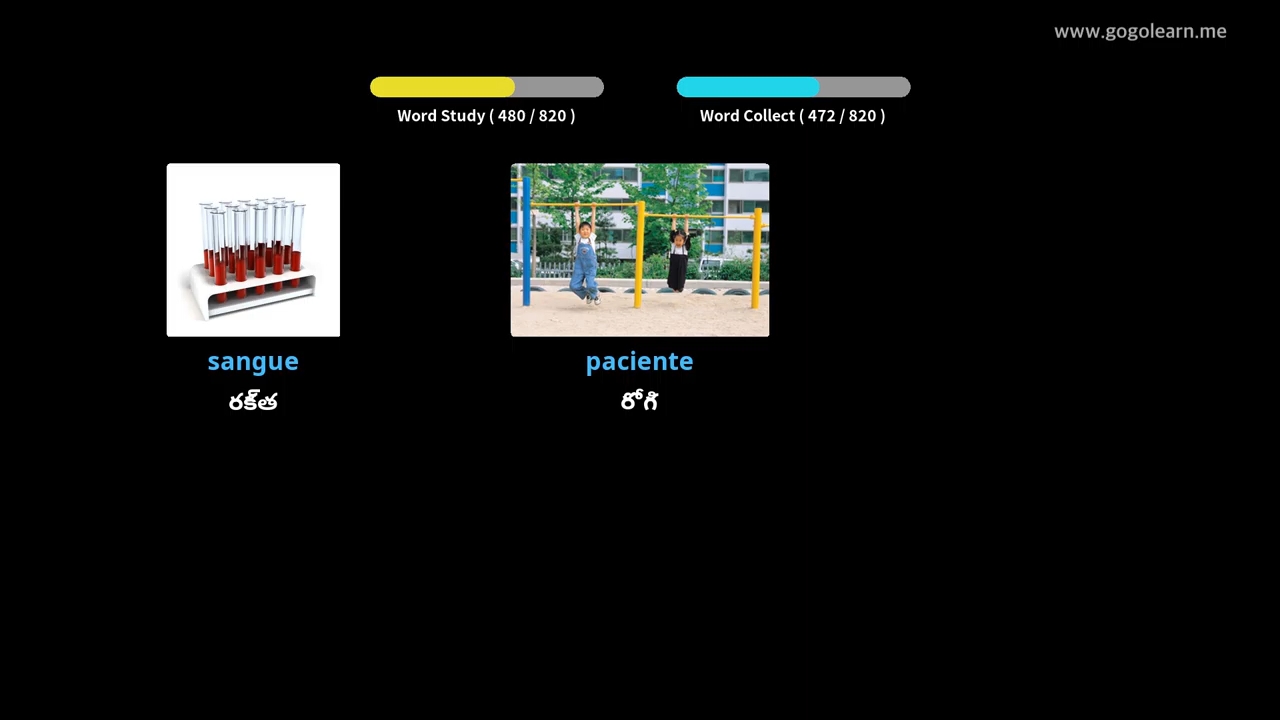 www.gogolearn.me
Word Study ( 480 / 820 )
Word Collect ( 472 / 820 )
sangue
paciente
రక్త
రోగి